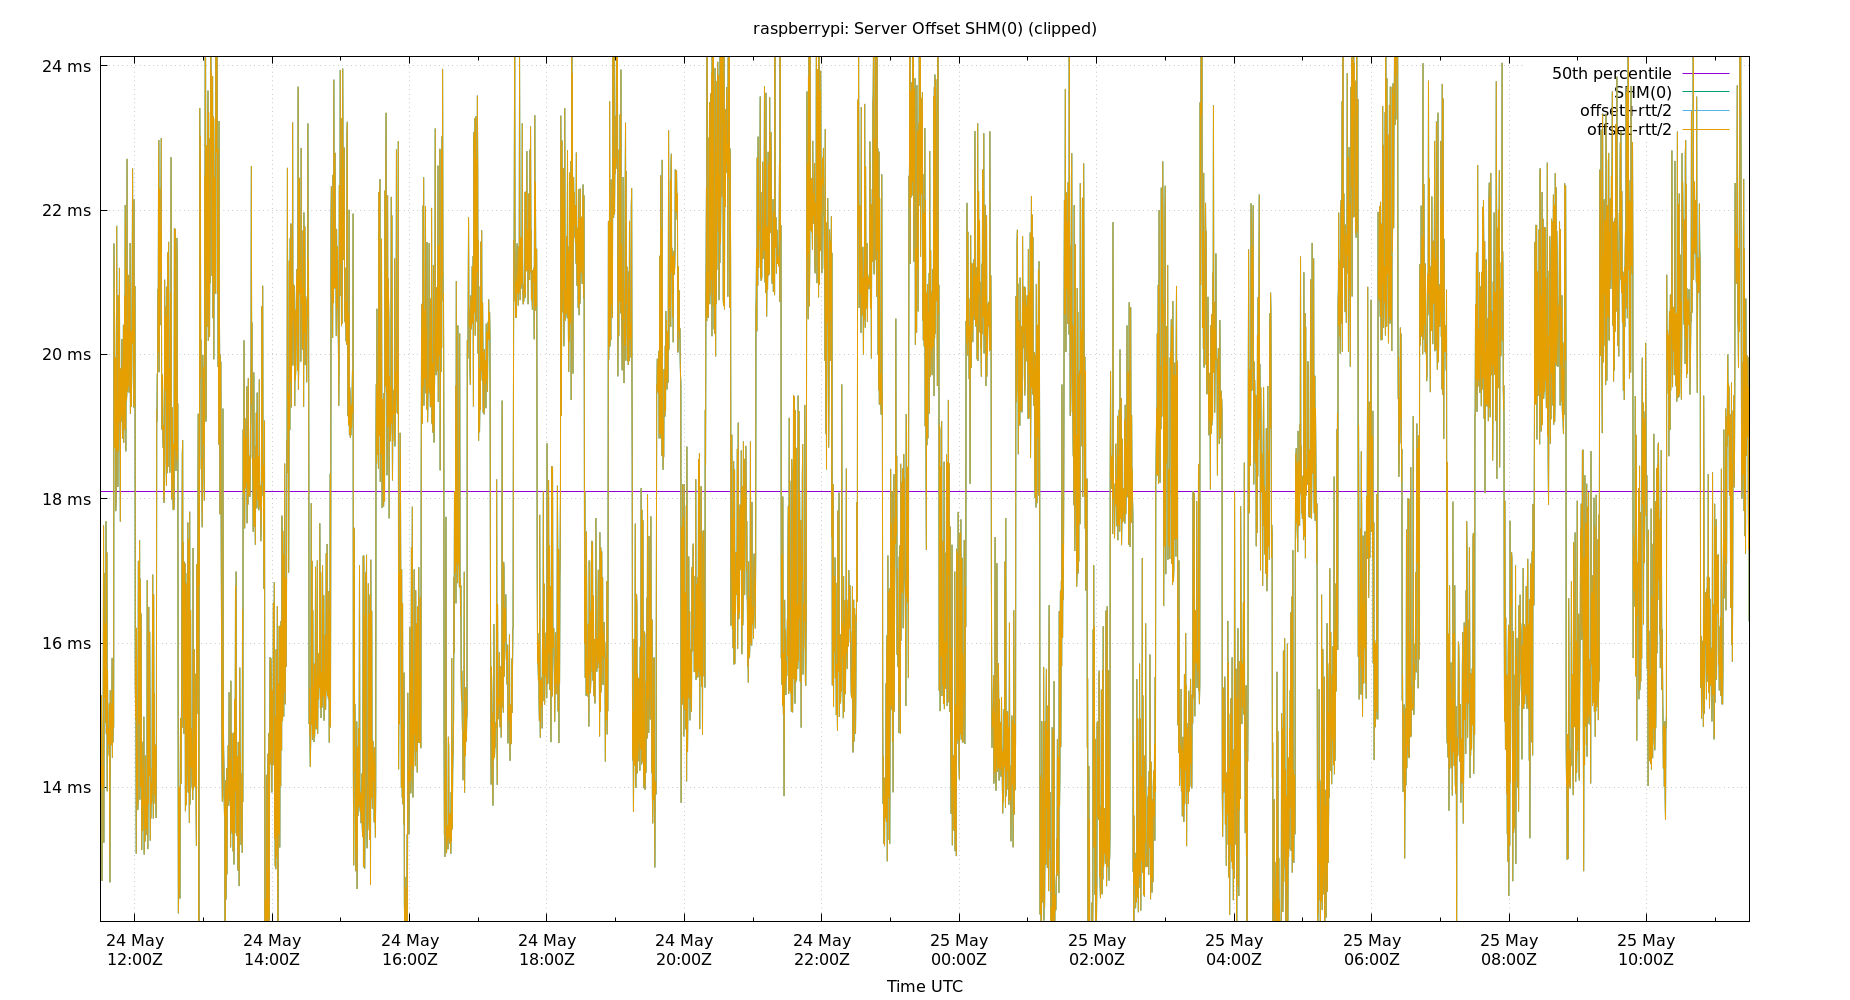 raspberrypi: Server Offset SHM(0) (clipped)
24 ms
22 ms
20 ms
18 ms
16 ms
14 ms
50th percentile
SHM(0)
offset+rtt/2
offset-rtt/2
24 May 24 May 24 May 24 May 24 May 24 May 25 May 25 May 25 May 25 May 25 May 25 May
12:00Z 14:00Z 16:00Z 18:00Z 20:00Z 22:00Z 00:00Z 02:00Z 04:00Z 06:00Z 08:00Z 10:00Z
Time UTC